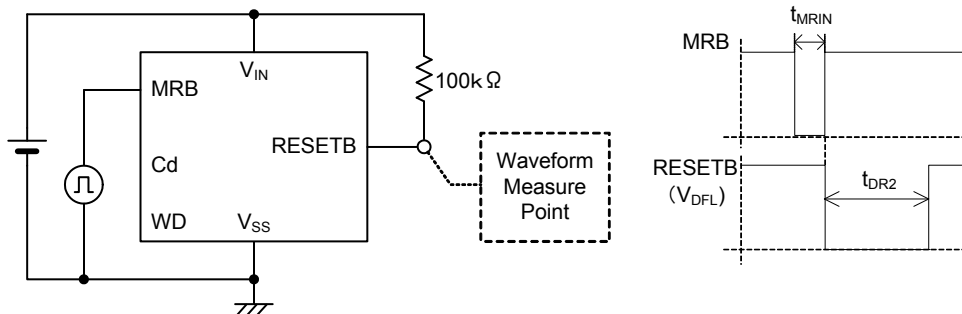 V_IN
MRB
100kΩ
RESETB
Cd
WD
V_SS
Waveform
Measure
Point
t_MRIN
MRB
RESETB
(V_DFL)
t_DR2